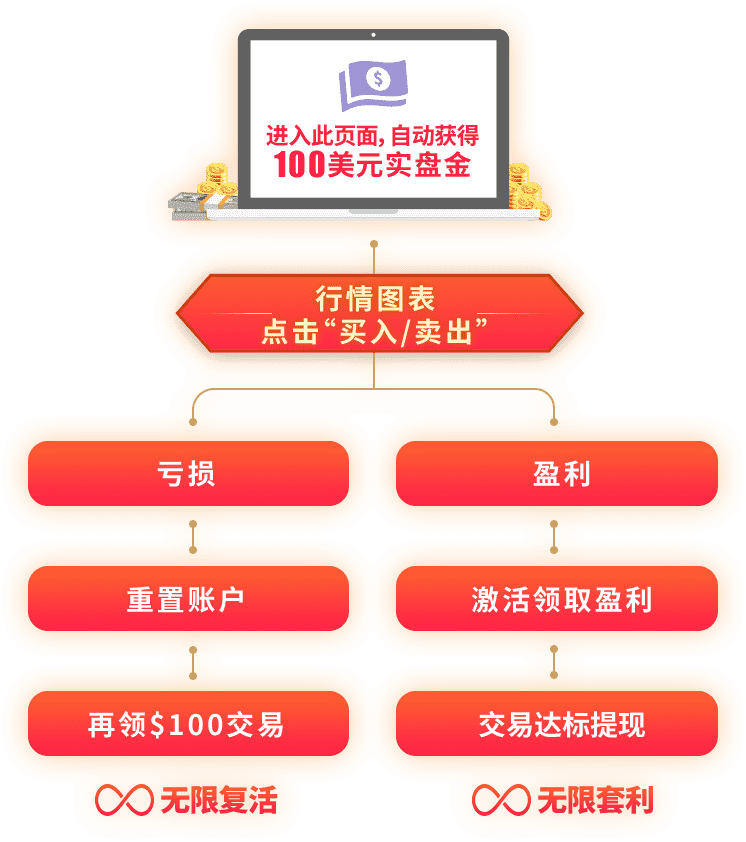 进入此页面，自动获得
100美元实盘金
行情图表
点击“买入/卖出”
亏损
盈利
重置账户
激活领取盈利
再领$100交易
交易达标提现
无限复活
无限套利